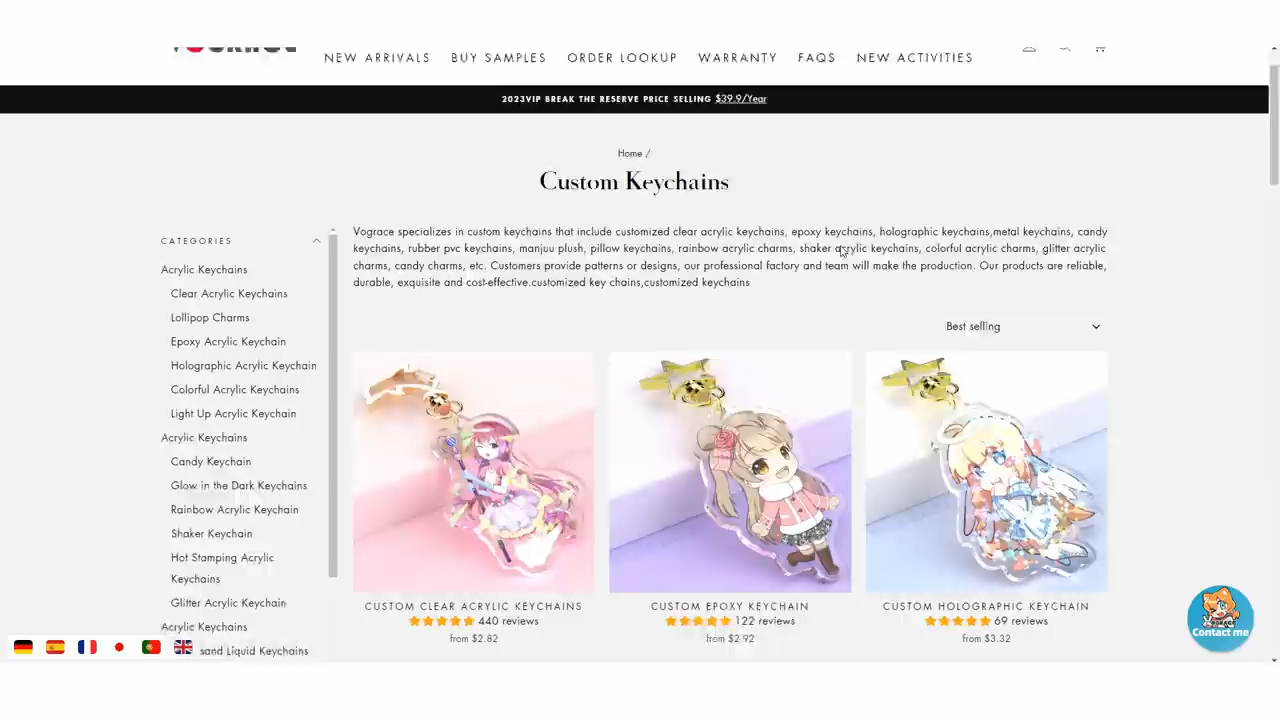 NEW ARRIVALS BUY SAMPLES ORDER LOOKUP WARRANTY FAQS NEW ACTIVITIES
2023VIP BREAK THE RESERVE PRICE SELLING $39.9/Year
Home /
Custom Keychains
CATEGORIES
Acrylic Keychains
Clear Acrylic Keychains
Lollipop Charms
Epoxy Acrylic Keychain
Holographic Acrylic Keychain
Colorful Acrylic Keychains
Light Up Acrylic Keychain
Acrylic Keychains
Candy Keychain
Glow in the Dark Keychains
Rainbow Acrylic Keychain
Shaker Keychain
Hot Stamping Acrylic
Keychains
Glitter Acrylic Keychain
Acrylic Keychains
sand Liquid Keychains
Vograce specializes in custom keychains that include customized clear acrylic keychains, epoxy keychains, holographic keychains,metal keychains, candy
keychains, rubber pvc keychains, manjuu plush, pillow keychains, rainbow acrylic charms, shaker acrylic keychains, colorful acrylic charms, glitter acrylic
charms, candy charms, etc. Customers provide patterns or designs, our professional factory and team will make the production. Our products are reliable,
durable, exquisite and cost-effective.customized key chains,customized keychains
Best selling
CUSTOM CLEAR ACRYLIC KEYCHAINS
440 reviews
from $2.82
CUSTOM EPOXY KEYCHAIN
122 reviews
from $2.92
CUSTOM HOLOGRAPHIC KEYCHAIN
69 reviews
from $3.32
Contact me